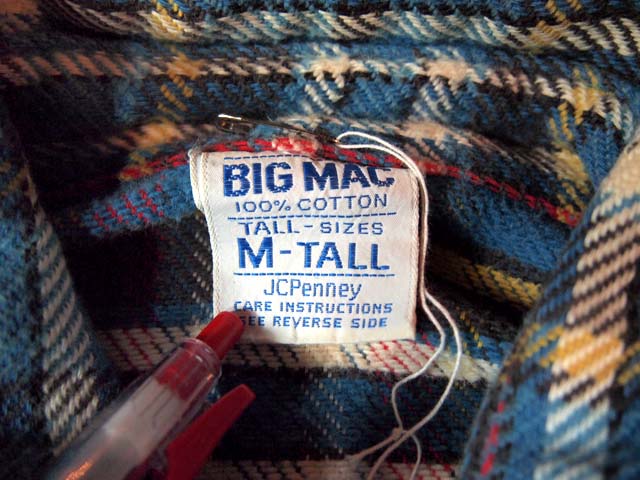 BIG MAC
100% COTTON
TALL-SIZES
M-TALL
JCPenney
CARE INSTRUCTIONS
SEE REVERSE SIDE